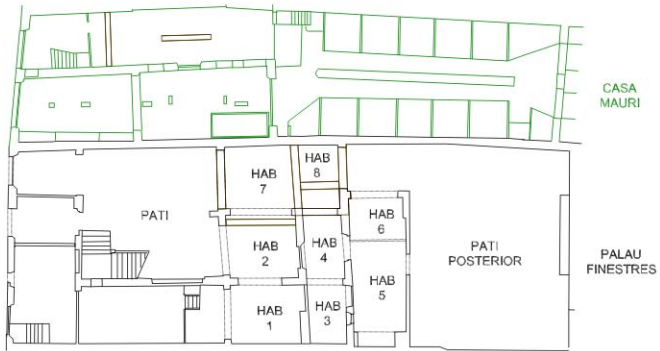 CASA
MAURI
HAB
8
HAB
7
PATI
HAB
6
HAB
2
HAB
4
PATI
POSTERIOR
PALAU
FINESTRES
HAB
5
HAB
1
HAB
3